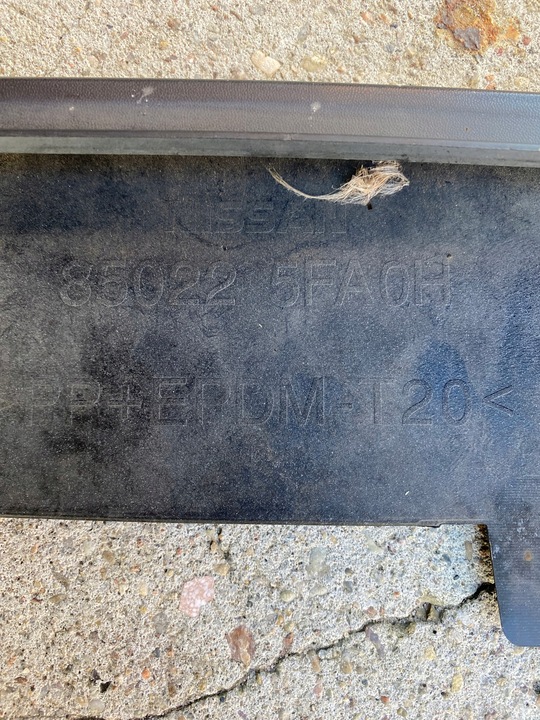 NISSAN
85022 5FA0H
>PP+EPDM-T20<